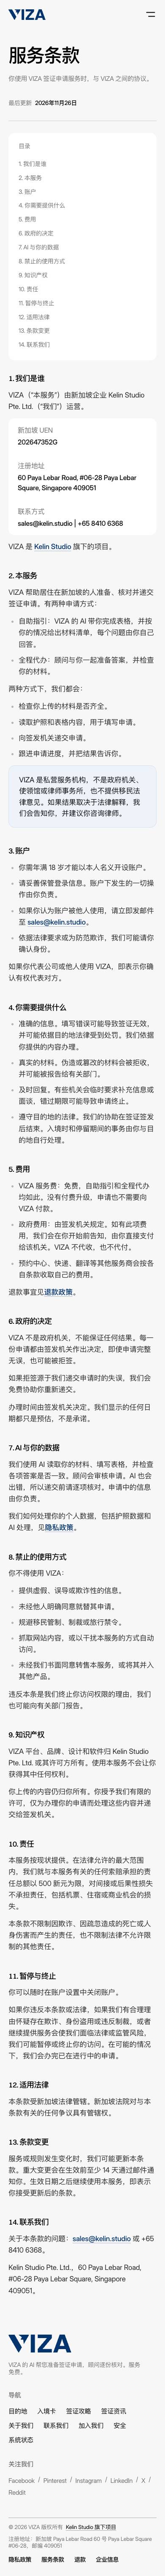 VIZA
服务条款
你使用 VIZA 签证申请服务时，与 VIZA 之间的协议。
最后更新 2026年11月26日
目录
1. 我们是谁
2. 本服务
3. 账户
4. 你需要提供什么
5. 费用
6. 政府的决定
7. AI 与你的数据
8. 禁止的使用方式
9. 知识产权
10. 责任
11. 暂停与终止
12. 适用法律
13. 条款变更
14. 联系我们
1. 我们是谁
VIZA（“本服务”）由新加坡企业 Kelin Studio
Pte. Ltd.（“我们”）运营。
新加坡 UEN
202647352G
注册地址
60 Paya Lebar Road, #06-28 Paya Lebar
Square, Singapore 409051
联系方式
sales@kelin.studio | +65 8410 6368
VIZA 是 Kelin Studio 旗下的项目。
2. 本服务
VIZA 帮助居住在新加坡的人准备、核对并递交
签证申请。有两种申请方式：
自助指引：VIZA 的 AI 带你完成表格，并按
你的情况给出材料清单，每个问题由你自己
回答。
全程代办：顾问与你一起准备答案，并检查
你的材料。
两种方式下，我们都会：
检查你上传的材料是否齐全。
读取护照和表格内容，用于填写申请。
向签发机关递交申请。
跟进申请进度，并把结果告诉你。
VIZA 是私营服务机构，不是政府机关、
使领馆或律师事务所，也不提供移民法
律意见。如果结果取决于法律解释，我
们会告知你，并建议你咨询律师。
3. 账户
你需年满 18 岁才能以本人名义开设账户。
请妥善保管登录信息。账户下发生的一切操
作由你负责。
如果你认为账户被他人使用，请立即发邮件
至 sales@kelin.studio。
依据法律要求或为防范欺诈，我们可能请你
确认身份。
如果你代表公司或他人使用 VIZA，即表示你确
认有权代表对方。
4. 你需要提供什么
准确的信息。填写错误可能导致签证无效，
并可能依据目的地法律受到处罚。我们依据
你提供的内容办理。
真实的材料。伪造或篡改的材料会被拒收，
并可能被报告给有关部门。
及时回复。有些机关会临时要求补充信息或
面谈，错过期限可能导致申请终止。
遵守目的地的法律。我们的协助在签证签发
后结束。入境时和停留期间的事务由你与目
的地自行处理。
5. 费用
VIZA 服务费：免费，自助指引和全程代办
均如此。没有付费升级，申请也不需要向
VIZA 付款。
政府费用：由签发机关规定。如有此项费
用，我们会在你开始前告知，由你直接支付
给该机关。VIZA 不代收，也不代付。
预约中心、快递、翻译等其他服务商会按各
自条款收取自己的费用。
退款事宜见退款政策。
6. 政府的决定
VIZA 不是政府机关，不能保证任何结果。每一
份申请都由签发机关作出决定，即使申请完整
无误，也可能被拒签。
如果拒签源于我们递交申请时的失误，我们会
免费协助你重新递交。
办理时间由签发机关决定。我们显示的任何日
期都只是预估，不是承诺。
7. AI 与你的数据
我们使用 AI 读取你的材料、填写表格，并检查
各项答案是否一致。顾问会审核申请。AI 也会
出错，所以递交前请逐项核对。申请中的信息
由你负责。
我们如何处理你的个人数据，包括护照数据和
AI 处理，见隐私政策。
8. 禁止的使用方式
你不得使用 VIZA：
提供虚假、误导或欺诈性的信息。
未经他人明确同意就替其申请。
规避移民管制、制裁或旅行禁令。
抓取网站内容，或以干扰本服务的方式自动
访问。
未经我们书面同意转售本服务，或将其并入
其他产品。
违反本条是我们终止你访问权限的理由，我们
也可能向有关部门报告。
9. 知识产权
VIZA 平台、品牌、设计和软件归 Kelin Studio
Pte. Ltd. 或其许可方所有。使用本服务不会让你
获得其中任何权利。
你上传的内容仍归你所有。你授予我们有限的
许可，仅为办理你的申请而处理这些内容并递
交给签发机关。
10. 责任
本服务按现状提供。在法律允许的最大范围
内，我们就与本服务有关的任何索赔承担的责
任总额以 500 新元为限，对间接或后果性损失
不承担责任，包括机票、住宿或商业机会的损
失。
本条款不限制因欺诈、因疏忽造成的死亡或人
身伤害而产生的责任，也不限制法律不允许限
制的其他责任。
11. 暂停与终止
你可以随时在账户设置中关闭账户。
如果你违反本条款或法律，如果我们有合理理
由怀疑存在欺诈、身份盗用或违反制裁，或者
继续提供服务会使我们面临法律或监管风险，
我们可能暂停或终止你的访问。在可能的情况
下，我们会办完已在进行中的申请。
12. 适用法律
本条款受新加坡法律管辖。新加坡法院对与本
条款有关的任何争议具有管辖权。
13. 条款变更
服务或规则发生变化时，我们可能更新本条
款。重大变更会在生效前至少 14 天通过邮件通
知你。生效日期之后继续使用本服务，即表示
你接受更新后的条款。
14. 联系我们
关于本条款的问题：sales@kelin.studio 或 +65
8410 6368。
Kelin Studio Pte. Ltd.，60 Paya Lebar Road,
#06-28 Paya Lebar Square, Singapore
409051。
VIZA
VIZA 的 AI 帮您准备签证申请，顾问逐份核对。服务
免费。
导航
目的地 入境卡 签证攻略 签证资讯
关于我们 联系我们 加入我们 安全
系统状态
关注我们
Facebook / Pinterest / Instagram / LinkedIn / X /
Reddit
© 2026 VIZA 版权所有 Kelin Studio 旗下项目
注册地址：新加坡 Paya Lebar Road 60 号 Paya Lebar Square
#06-28，邮编 409051
隐私政策 服务条款 退款 企业信息